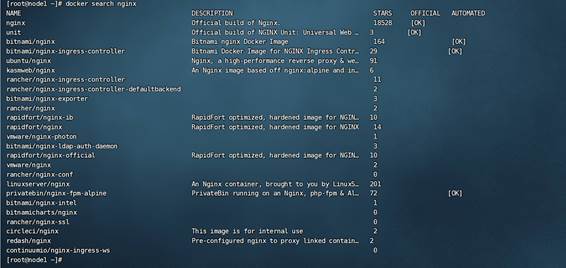 [root@node1 ~]# docker search nginx
NAME DESCRIPTION STARS OFFICIAL AUTOMATED
nginx Official build of Nginx. 18528 [OK]
unit Official build of NGINX Unit: Universal Web … 3 [OK]
bitnami/nginx Bitnami nginx Docker Image 164 [OK]
bitnami/nginx-ingress-controller Bitnami Docker Image for NGINX Ingress Contr… 29 [OK]
ubuntu/nginx Nginx, a high-performance reverse proxy & we… 91
kasmweb/nginx An Nginx image based off nginx:alpine and in… 6
rancher/nginx-ingress-controller 11
rancher/nginx-ingress-controller-defaultbackend 2
bitnami/nginx-exporter 3
rancher/nginx 2
rapidfort/nginx-ib RapidFort optimized, hardened image for NGIN… 10
rapidfort/nginx RapidFort optimized, hardened image for NGINX 14
vmware/nginx-photon 1
bitnami/nginx-ldap-auth-daemon 3
rapidfort/nginx-official RapidFort optimized, hardened image for NGIN… 10
vmware/nginx 2
rancher/nginx-conf 0
linuxserver/nginx An Nginx container, brought to you by LinuxS… 201
privatebin/nginx-fpm-alpine PrivateBin running on an Nginx, php-fpm & Al… 72 [OK]
bitnami/nginx-intel 1
bitnamicharts/nginx 0
rancher/nginx-ssl 0
circleci/nginx This image is for internal use 2
redash/nginx Pre-configured nginx to proxy linked contain… 2
continuumio/nginx-ingress-ws 0
[root@node1 ~]#